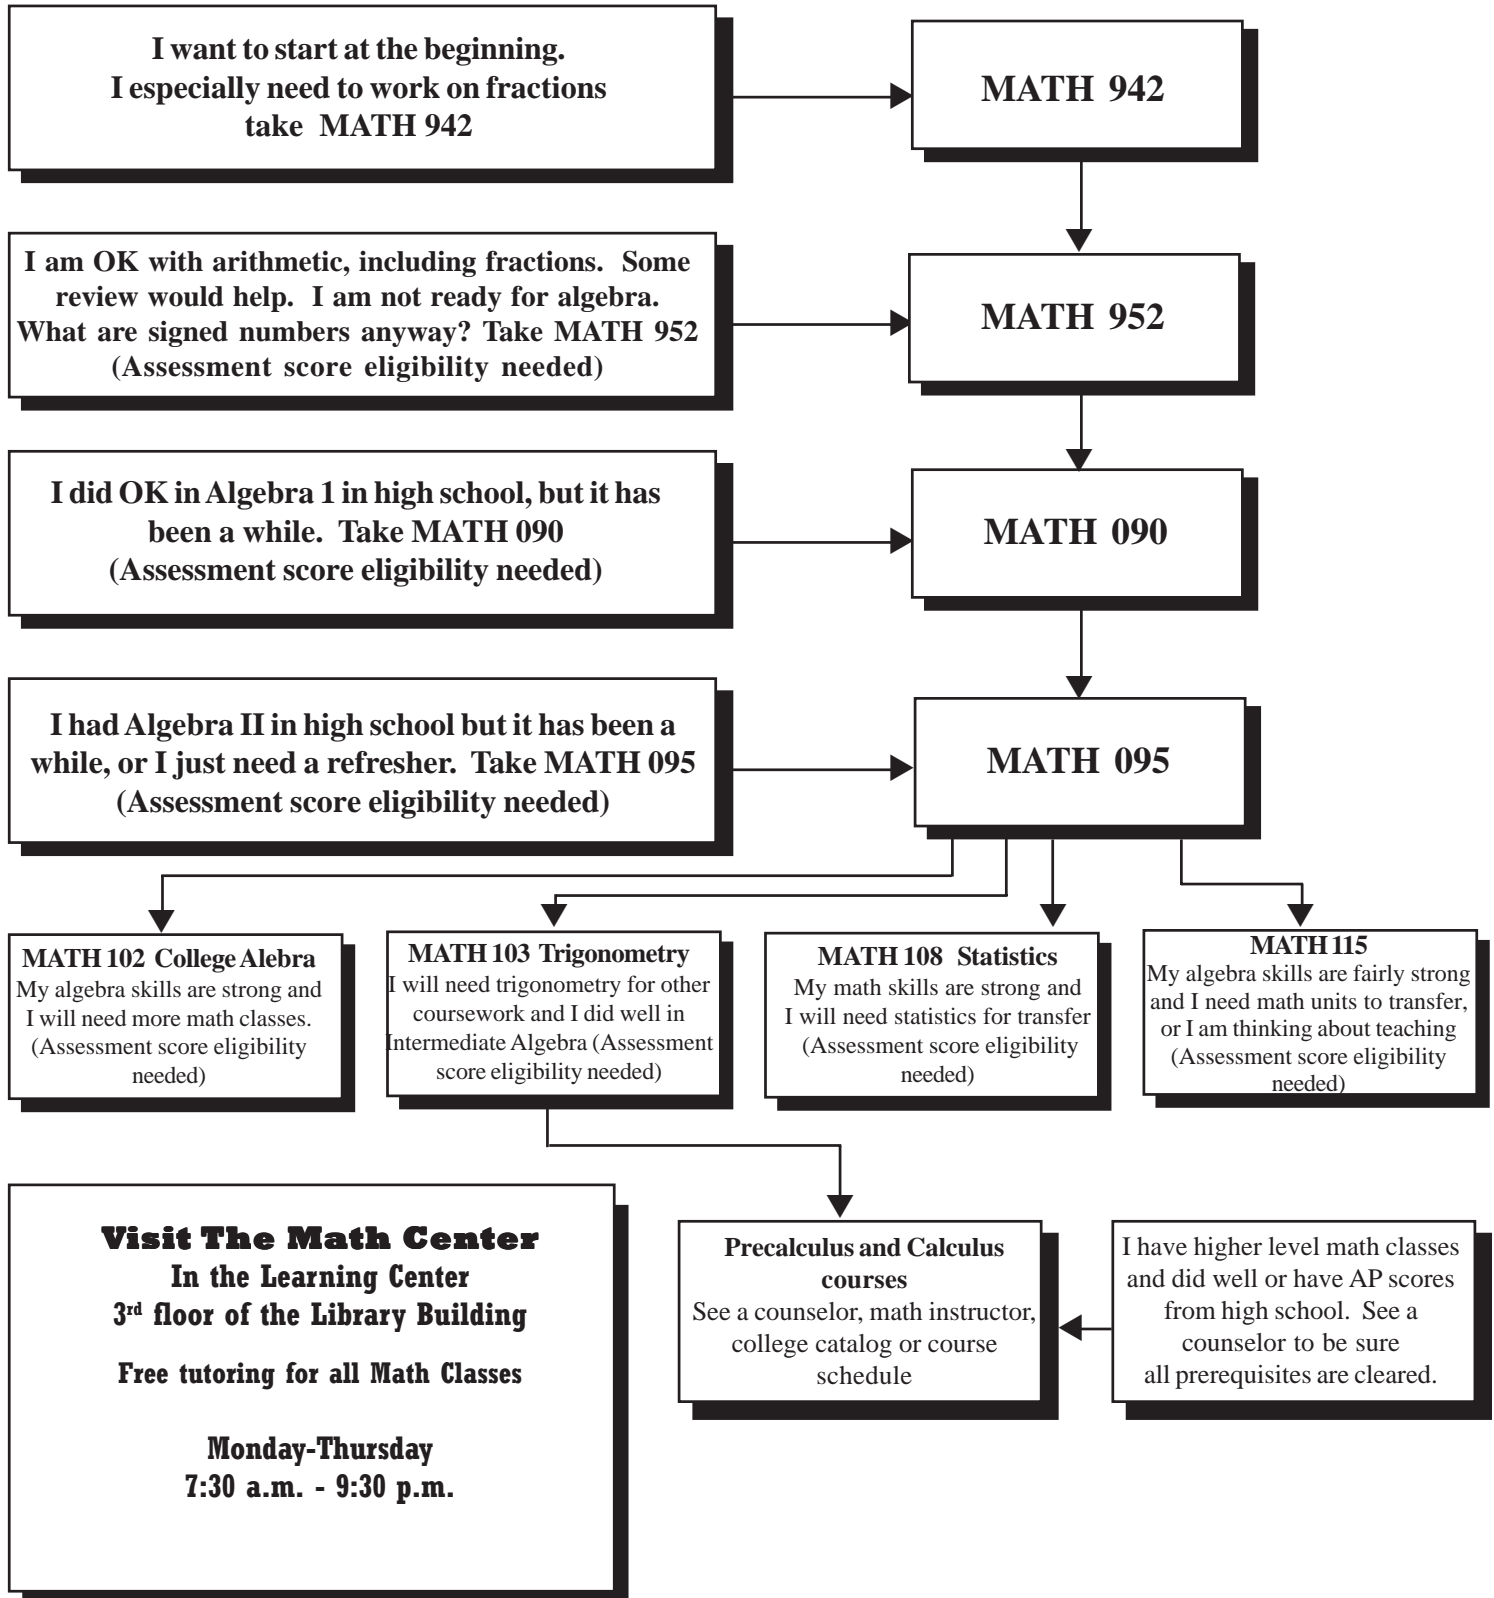 I want to start at the beginning.
I especially need to work on fractions
take MATH 942
MATH 942
I am OK with arithmetic, including fractions. Some
review would help. I am not ready for algebra.
What are signed numbers anyway? Take MATH 952
(Assessment score eligibility needed)
MATH 952
I did OK in Algebra 1 in high school, but it has
been a while. Take MATH 090
(Assessment score eligibility needed)
MATH 090
I had Algebra II in high school but it has been a
while, or I just need a refresher. Take MATH 095
(Assessment score eligibility needed)
MATH 095
MATH 102 College Alebra
My algebra skills are strong and
I will need more math classes.
(Assessment score eligibility
needed)
MATH 103 Trigonometry
I will need trigonometry for other
coursework and I did well in
Intermediate Algebra (Assessment
score eligibility needed)
MATH 108 Statistics
My math skills are strong and
I will need statistics for transfer
(Assessment score eligibility
needed)
MATH 115
My algebra skills are fairly strong
and I need math units to transfer,
or I am thinking about teaching
(Assessment score eligibility
needed)
Visit The Math Center
In the Learning Center
3rd floor of the Library Building
Free tutoring for all Math Classes
Monday-Thursday
7:30 a.m. - 9:30 p.m.
Precalculus and Calculus
courses
See a counselor, math instructor,
college catalog or course
schedule
I have higher level math classes
and did well or have AP scores
from high school. See a
counselor to be sure
all prerequisites are cleared.